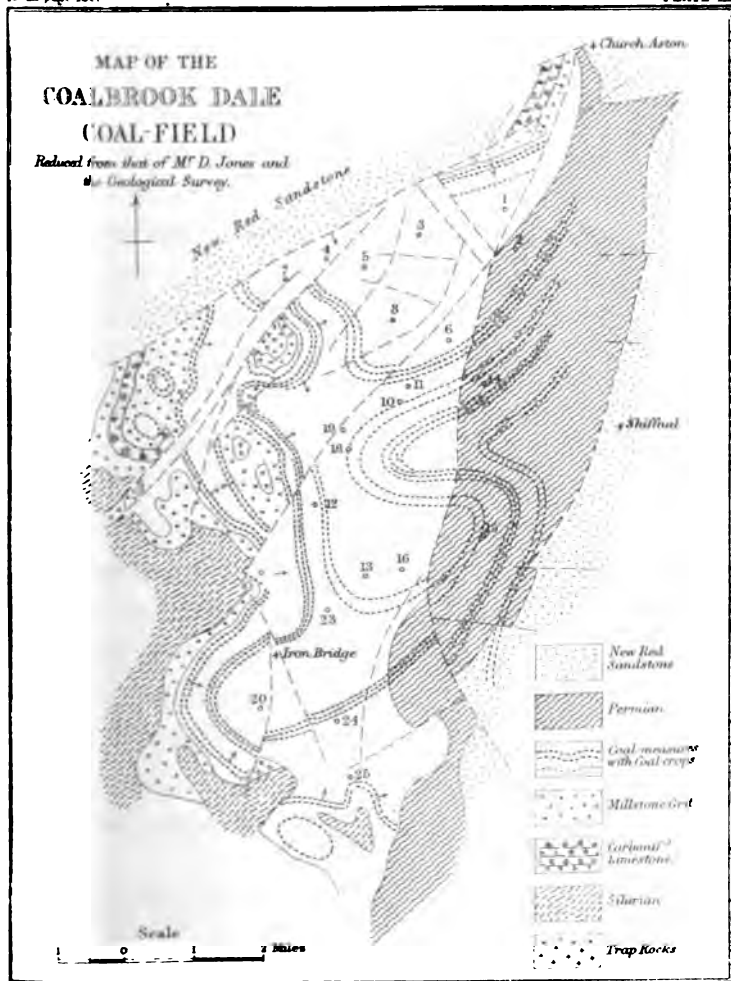 MAP OF THE
COALBROOK DALE
COAL-FIELD
Reduced from that of Mr D. Jones and
the Geological Survey.
Church Aston
New Red Sandstone
1
3
4
5
7
8
6
11
10
19
18
Shiffnal
22
13
16
23
Iron Bridge
20
24
25
New Red
Sandstone
Permian
Coal-measures
with Coal-crops
Millstone Grit
Carbonif.
Limestone
Silurian
Trap Rocks
Scale
1 0 1 2 Miles